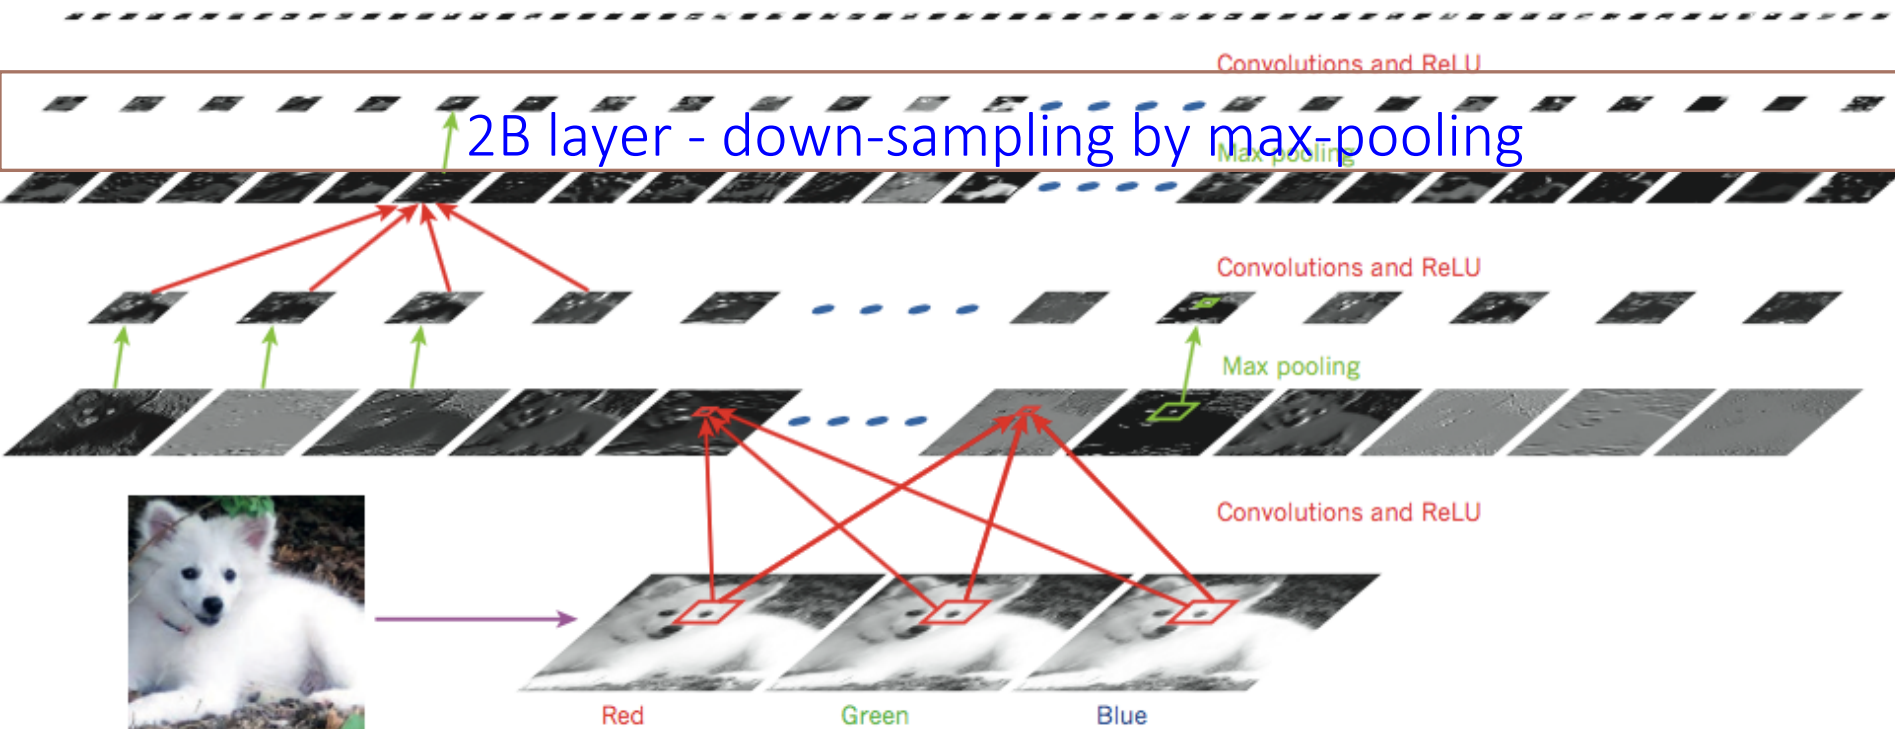 Convolutions and ReLU
2B layer - down-sampling by max-pooling
Max pooling
Convolutions and ReLU
Max pooling
Convolutions and ReLU
Red
Green
Blue